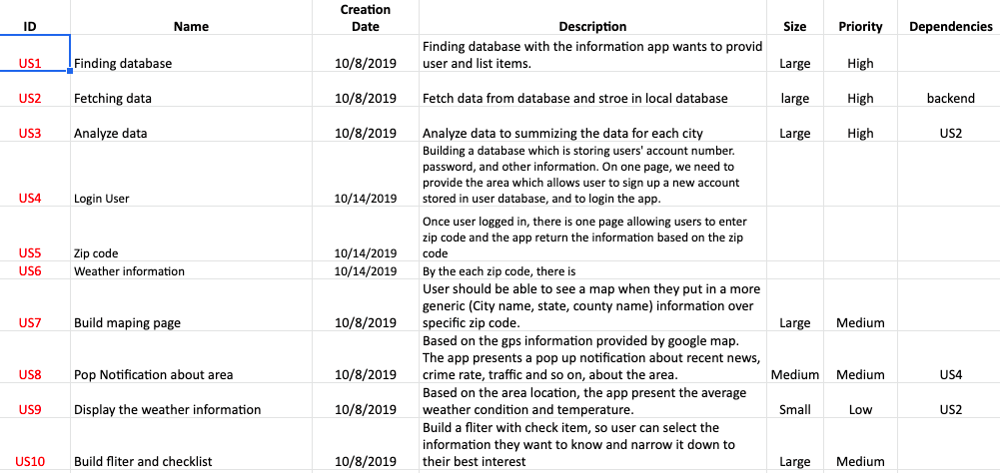 Creation
ID Name Date Description Size Priority Dependencies
Finding database with the information app wants to provid
US1 Finding database 10/8/2019 user and list items. Large High
US2 Fetching data 10/8/2019 Fetch data from database and stroe in local database large High backend
US3 Analyze data 10/8/2019 Analyze data to summizing the data for each city Large High US2
Building a database which is storing users' account number.
password, and other information. On one page, we need to
provide the area which allows user to sign up a new account
US4 Login User 10/14/2019 stored in user database, and to login the app.
Once user logged in, there is one page allowing users to enter
zip code and the app return the information based on the zip
US5 Zip code 10/14/2019 code
US6 Weather information 10/14/2019 By the each zip code, there is
User should be able to see a map when they put in a more
generic (City name, state, county name) information over
US7 Build maping page 10/8/2019 specific zip code. Large Medium
Based on the gps information provided by google map.
The app presents a pop up notification about recent news,
US8 Pop Notification about area 10/8/2019 crime rate, traffic and so on, about the area. Medium Medium US4
Based on the area location, the app present the average
US9 Display the weather information 10/8/2019 weather condition and temperature. Small Low US2
Build a fliter with check item, so user can select the
information they want to know and narrow it down to
US10 Build fliter and checklist 10/8/2019 their best interest Large Medium